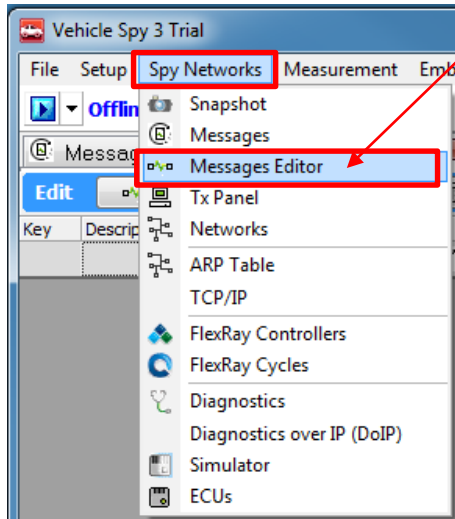 Vehicle Spy 3 Trial
File Setup Spy Networks Measurement Emb
Offlin
Snapshot
Messages
Messag
Messages Editor
Edit
Tx Panel
Key Descrip
Networks
ARP Table
TCP/IP
FlexRay Controllers
FlexRay Cycles
Diagnostics
Diagnostics over IP (DoIP)
Simulator
ECUs